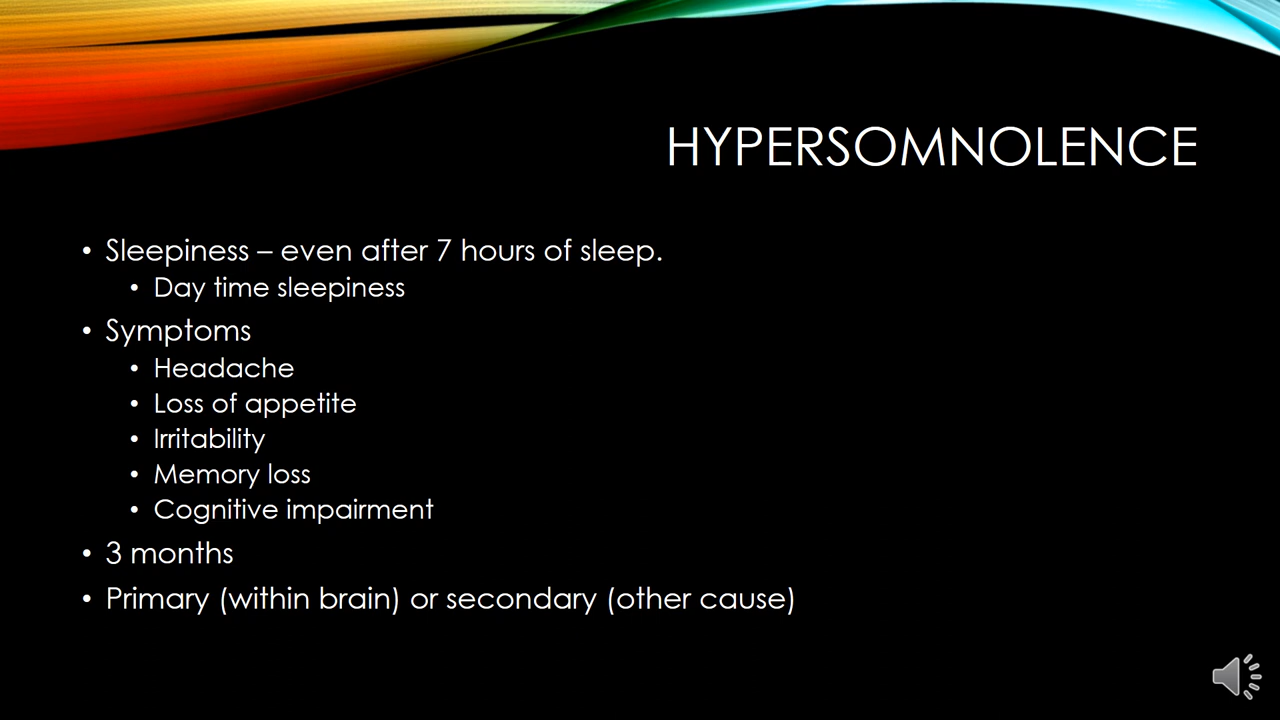 HYPERSOMNOLENCE
• Sleepiness – even after 7 hours of sleep.
• Day time sleepiness
• Symptoms
• Headache
• Loss of appetite
• Irritability
• Memory loss
• Cognitive impairment
• 3 months
• Primary (within brain) or secondary (other cause)